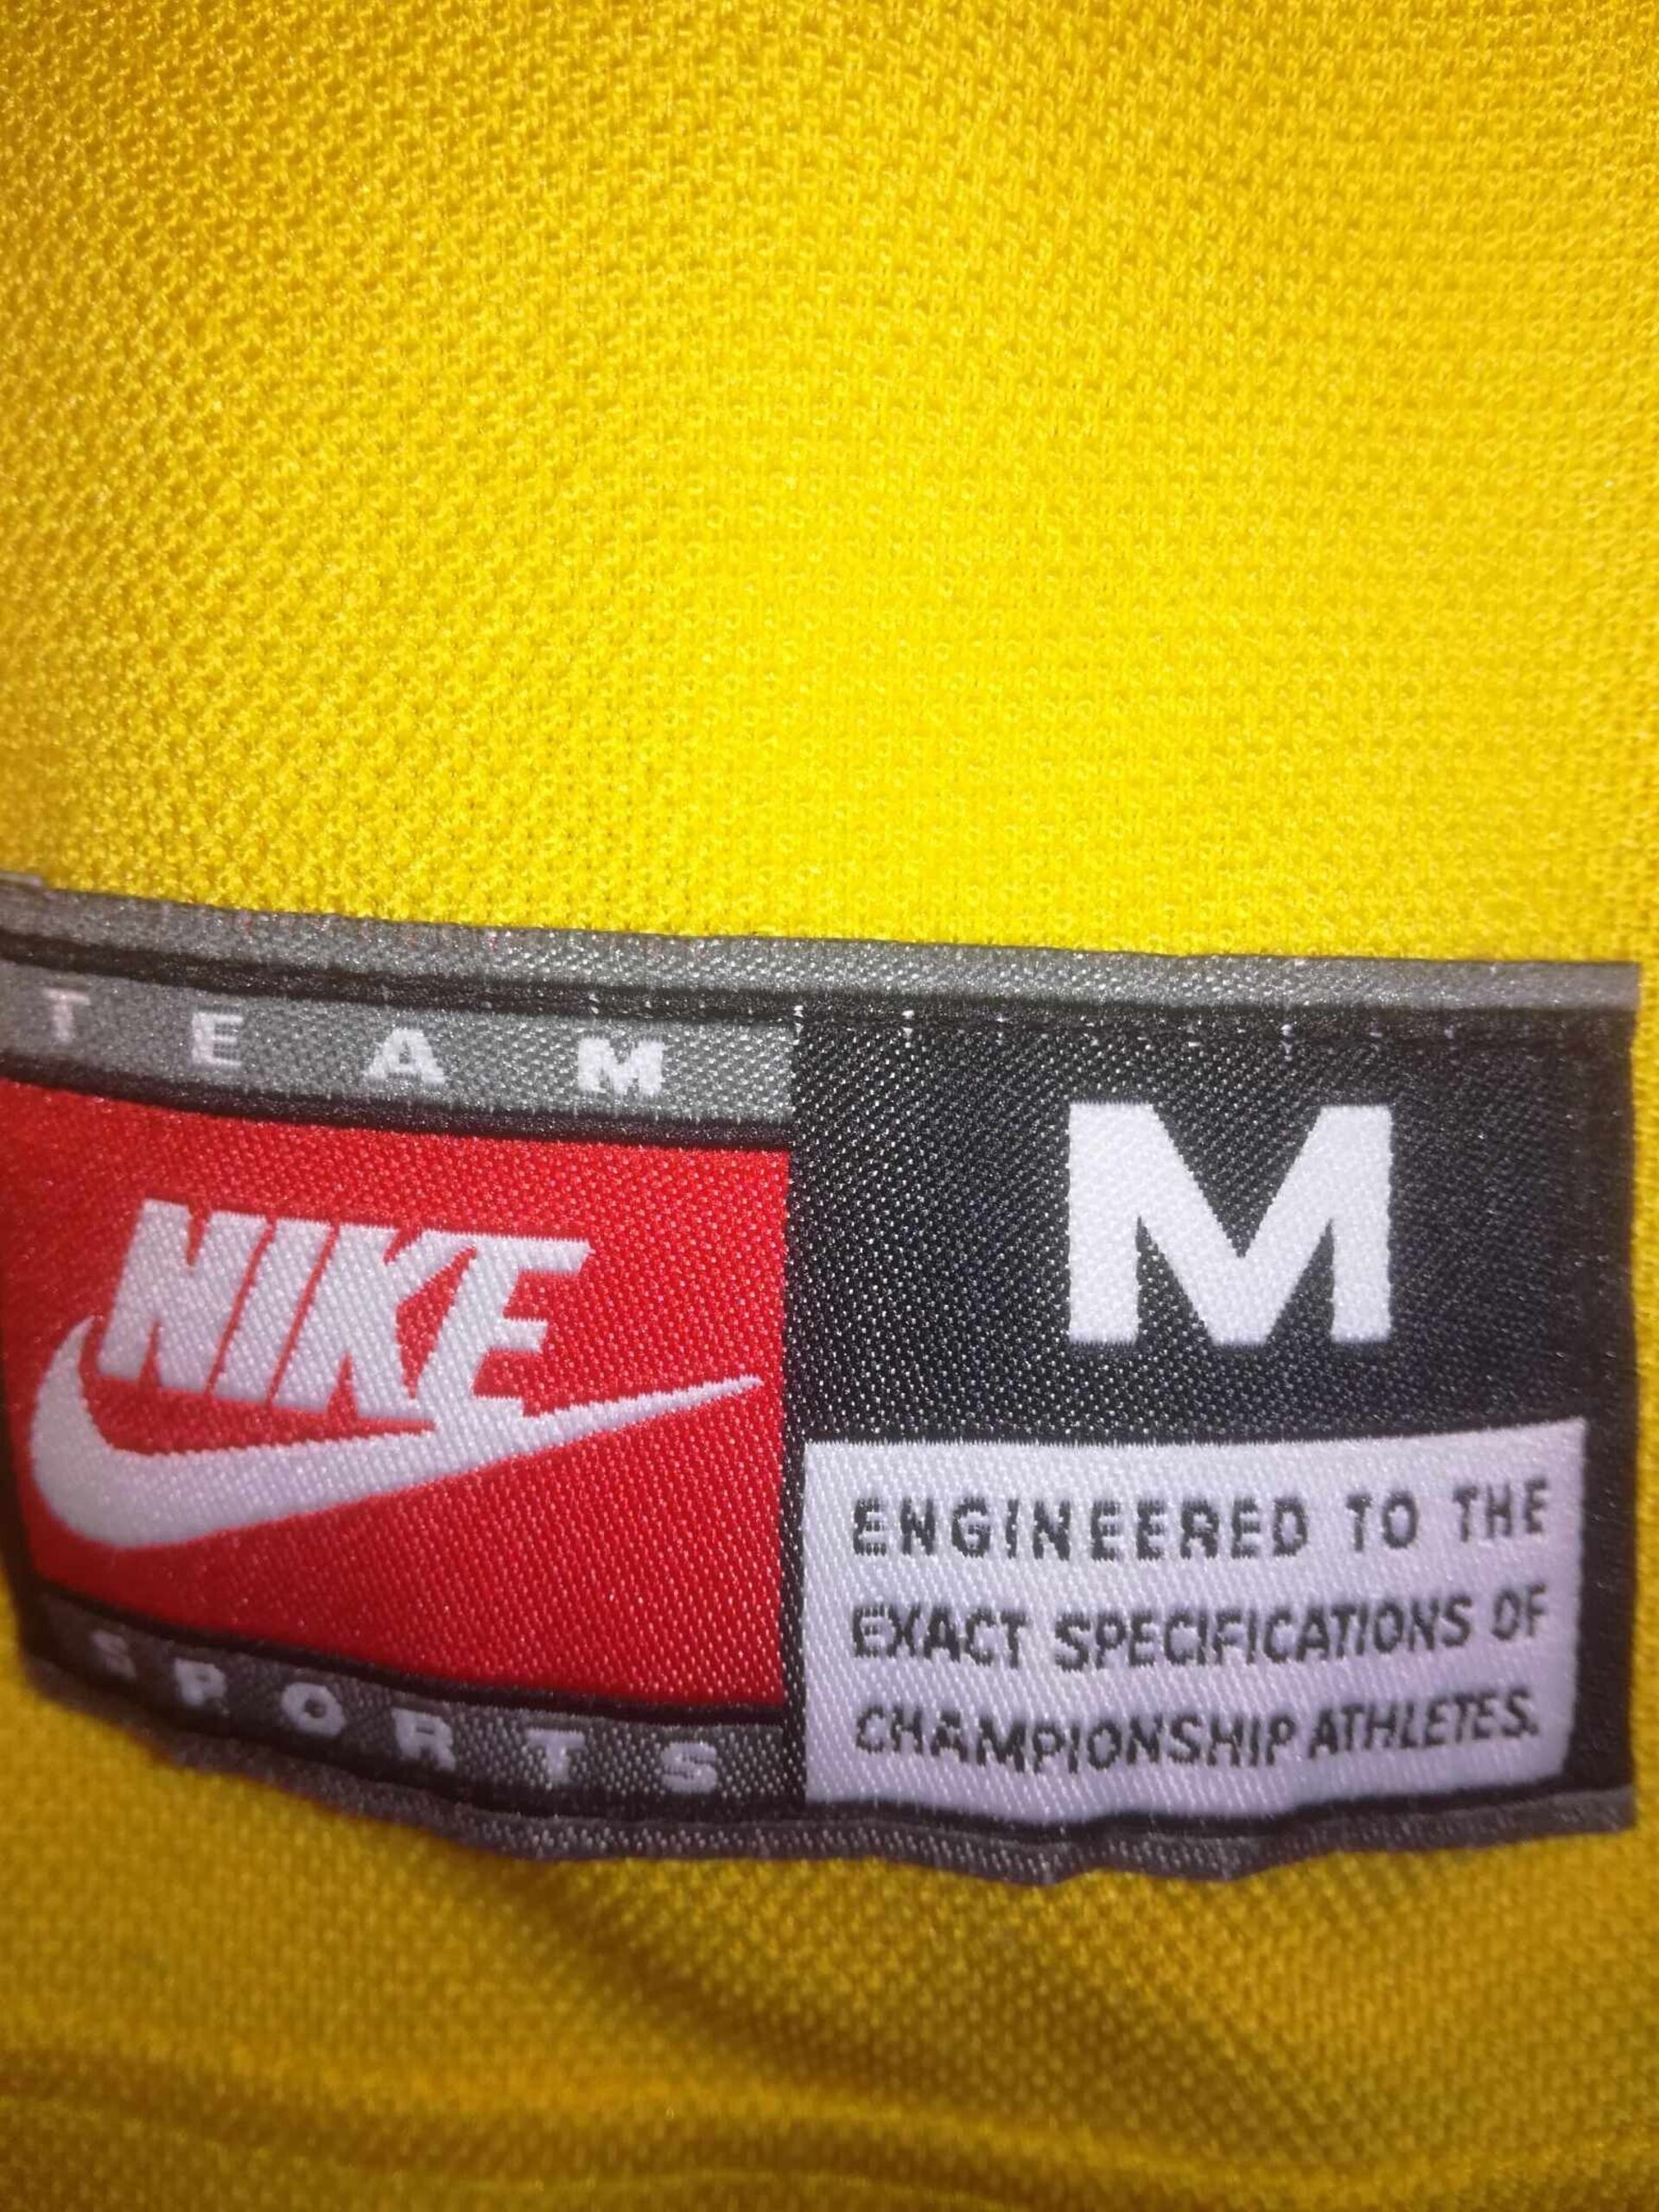 TEAM
NIKE
SPORTS
M
ENGINEERED TO THE
EXACT SPECIFICATIONS OF
CHAMPIONSHIP ATHLETES.